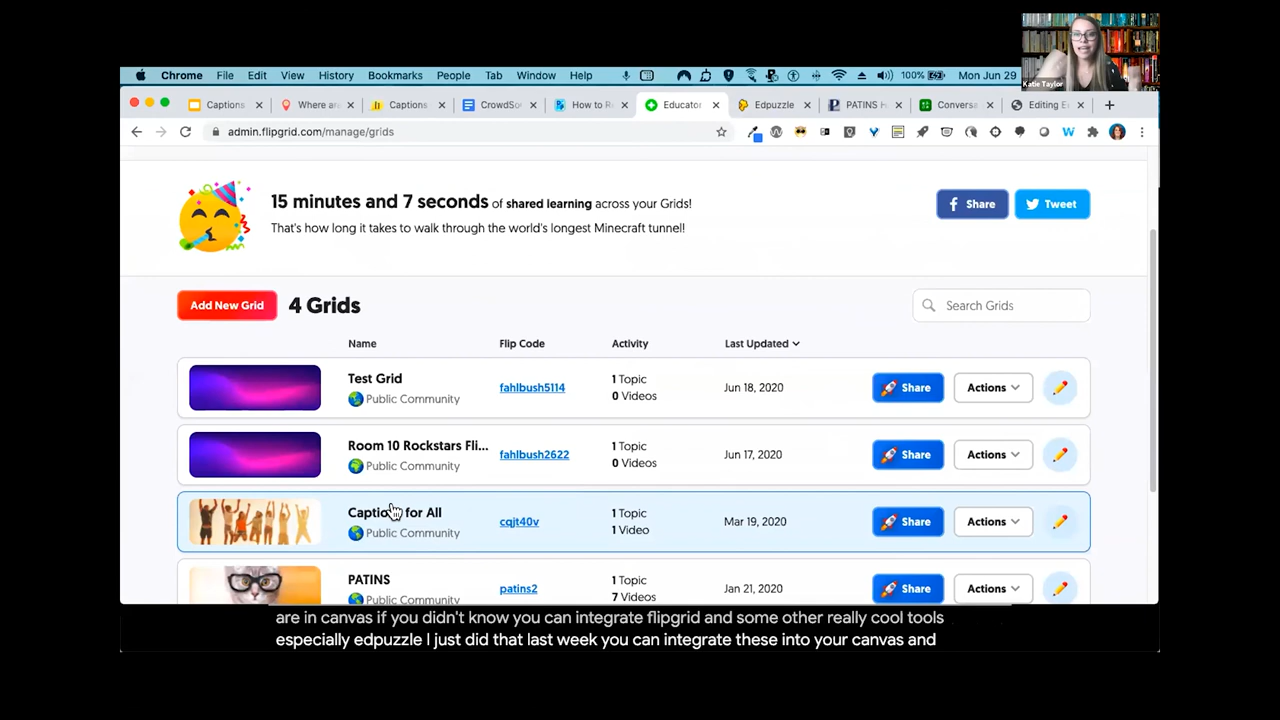 Katie Taylor
Chrome File Edit View History Bookmarks People Tab Window Help 100% Mon Jun 29
Captions Where are Captions CrowdSo How to R Educator Edpuzzle PATINS H Conversa Editing E
admin.flipgrid.com/manage/grids
15 minutes and 7 seconds of shared learning across your Grids!
That's how long it takes to walk through the world's longest Minecraft tunnel!
Share Tweet
Add New Grid 4 Grids Search Grids
Name Flip Code Activity Last Updated
Test Grid
Public Community
fahlbush5114
1 Topic
0 Videos
Jun 18, 2020
Share Actions
Room 10 Rockstars Fli...
Public Community
fahlbush2622
1 Topic
0 Videos
Jun 17, 2020
Share Actions
Captions for All
Public Community
cqjt40v
1 Topic
1 Video
Mar 19, 2020
Share Actions
PATINS
Public Community
patins2
1 Topic
7 Videos
Jan 21, 2020
Share Actions
are in canvas if you didn't know you can integrate flipgrid and some other really cool tools
especially edpuzzle I just did that last week you can integrate these into your canvas and